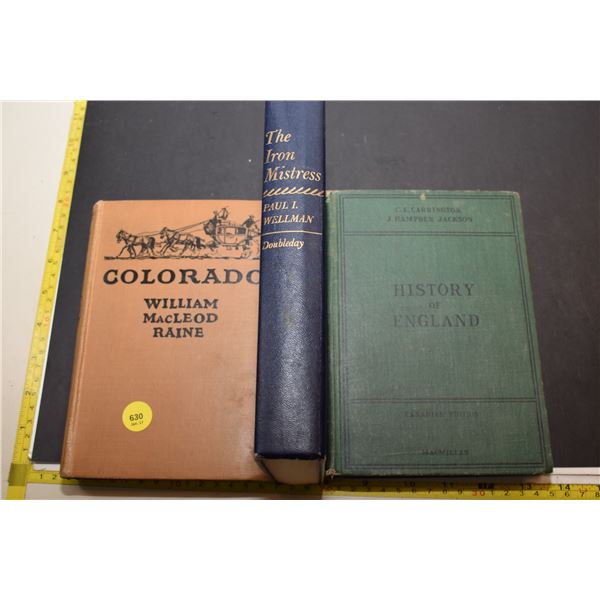 COLORADO
WILLIAM
MACLEOD
RAINE
630
The
Iron
Mistress
PAUL I.
WELLMAN
Doubleday
C. E. CARRINGTON
J. HAMPDEN JACKSON
HISTORY
OF
ENGLAND
CANADIAN EDITION
MACMILLAN